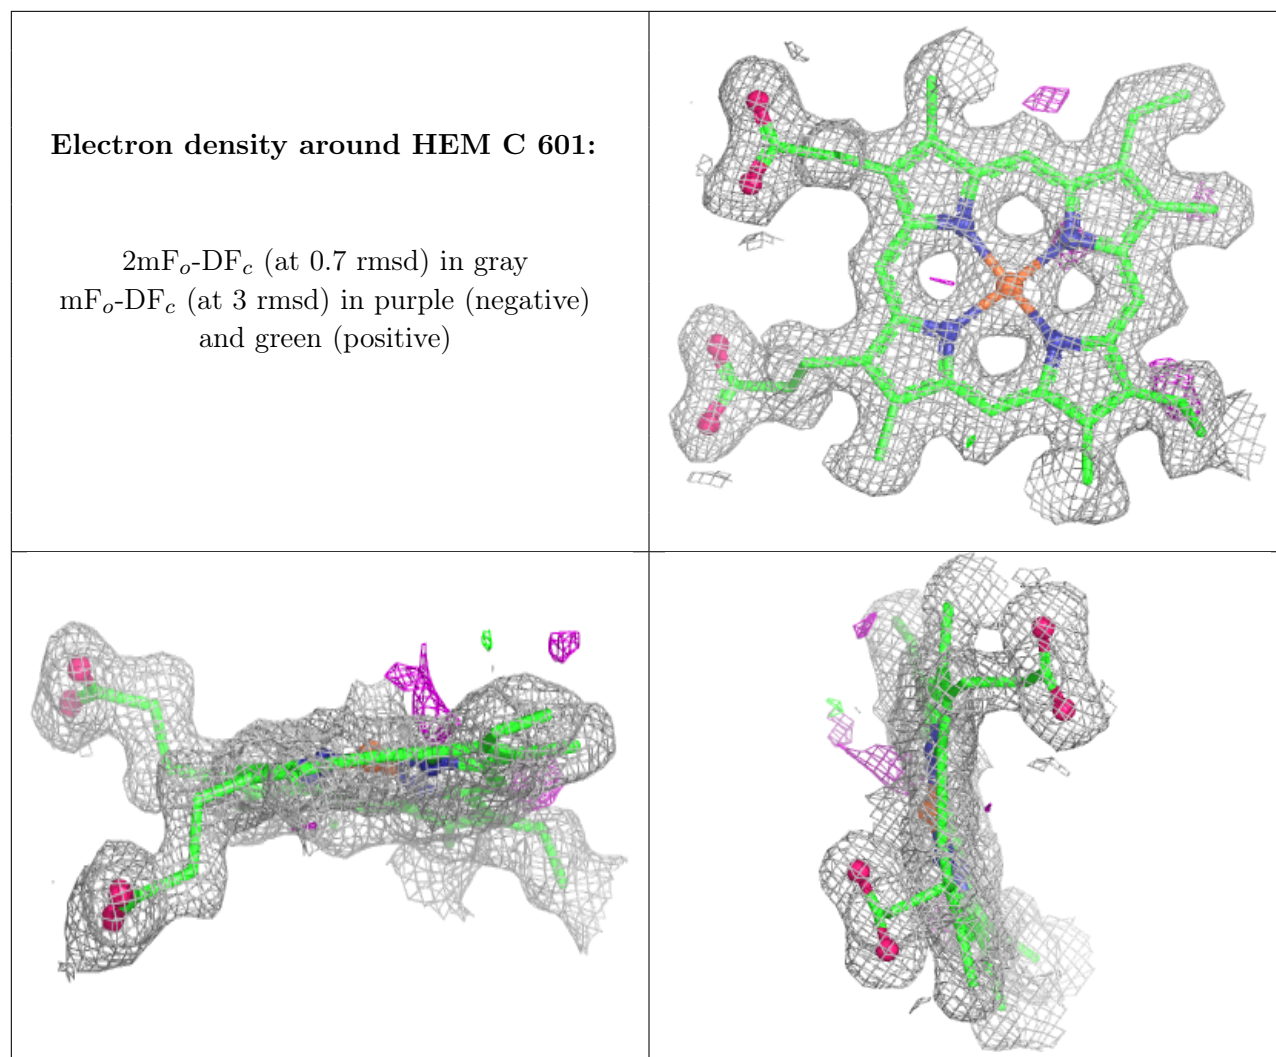 Electron density around HEM C 601:
2mFo-DFc (at 0.7 rmsd) in gray
mFo-DFc (at 3 rmsd) in purple (negative)
and green (positive)